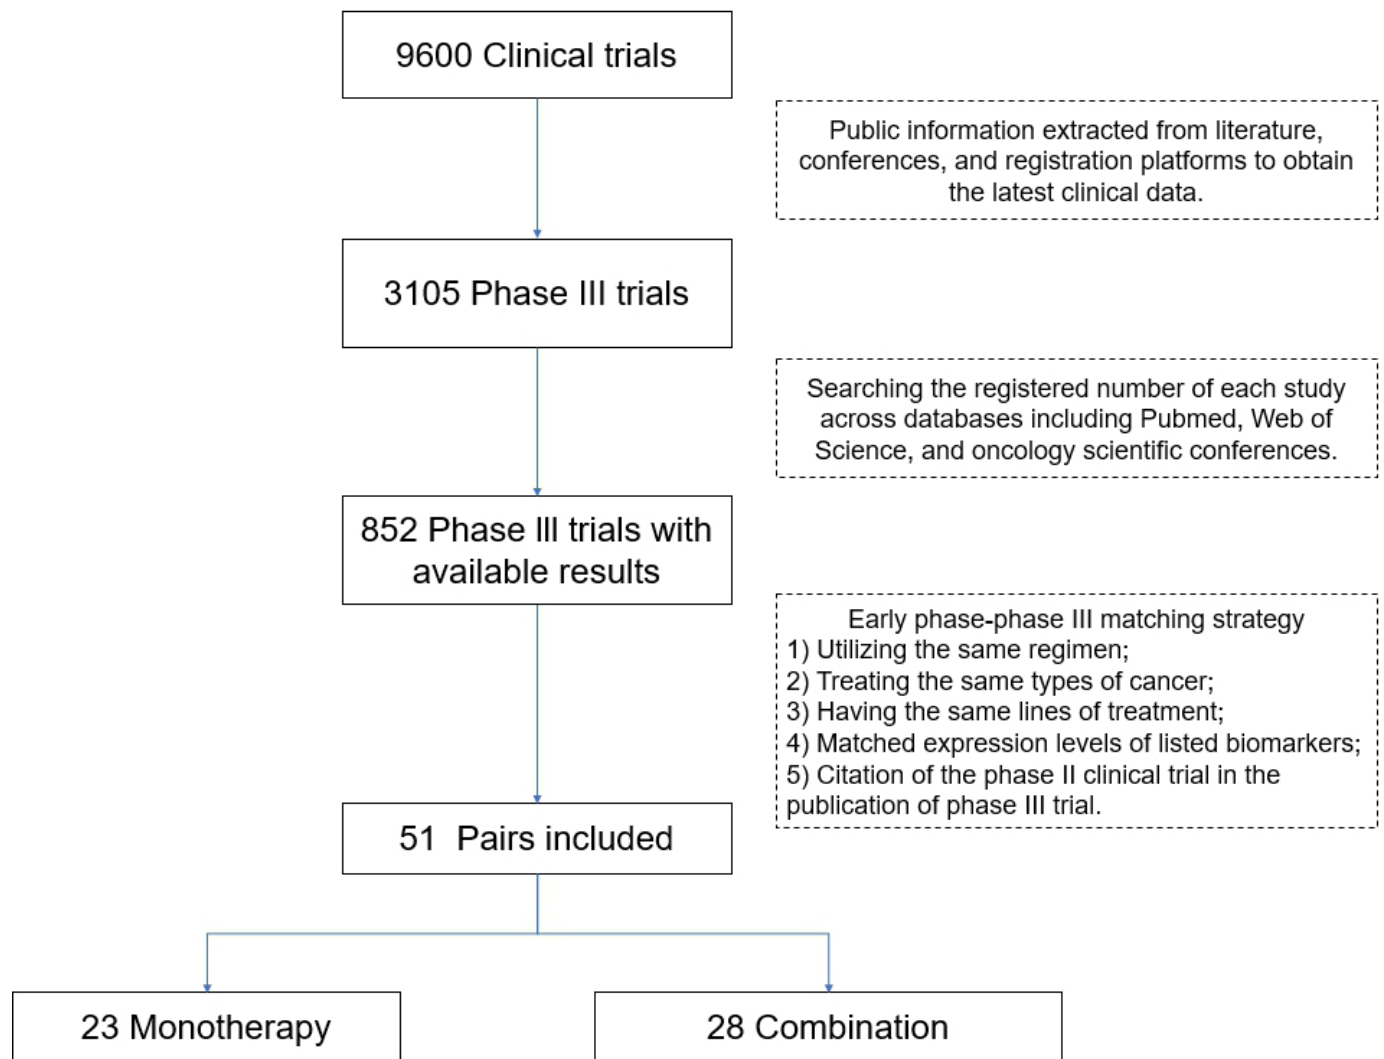 9600 Clinical trials
Public information extracted from literature,
conferences, and registration platforms to obtain
the latest clinical data.
3105 Phase III trials
Searching the registered number of each study
across databases including Pubmed, Web of
Science, and oncology scientific conferences.
852 Phase III trials with
available results
Early phase-phase III matching strategy
1) Utilizing the same regimen;
2) Treating the same types of cancer;
3) Having the same lines of treatment;
4) Matched expression levels of listed biomarkers;
5) Citation of the phase II clinical trial in the
publication of phase III trial.
51  Pairs included
23 Monotherapy
28 Combination